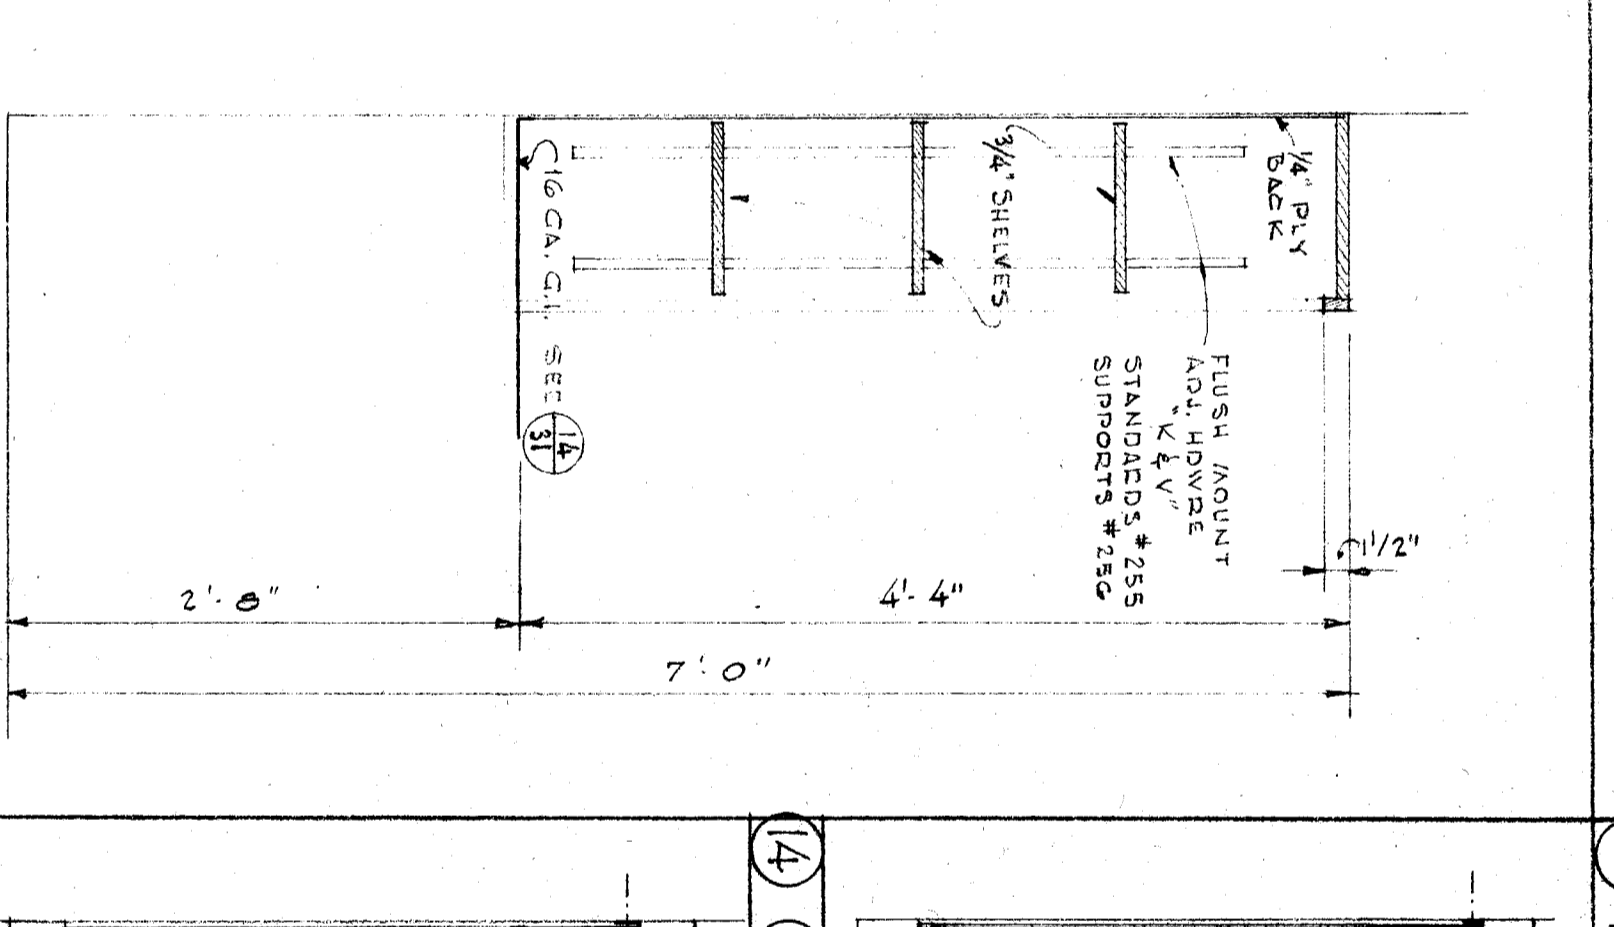 1/4" PLY
BACK
3/4" SHELVES
16 GA. G.I. SEE
14
31
FLUSH MOUNT
ADJ. HDWRE
"K & V"
STANDARDS #255
SUPPORTS #256
1 1/2"
2'-8"
4'-4"
7'-0"
14